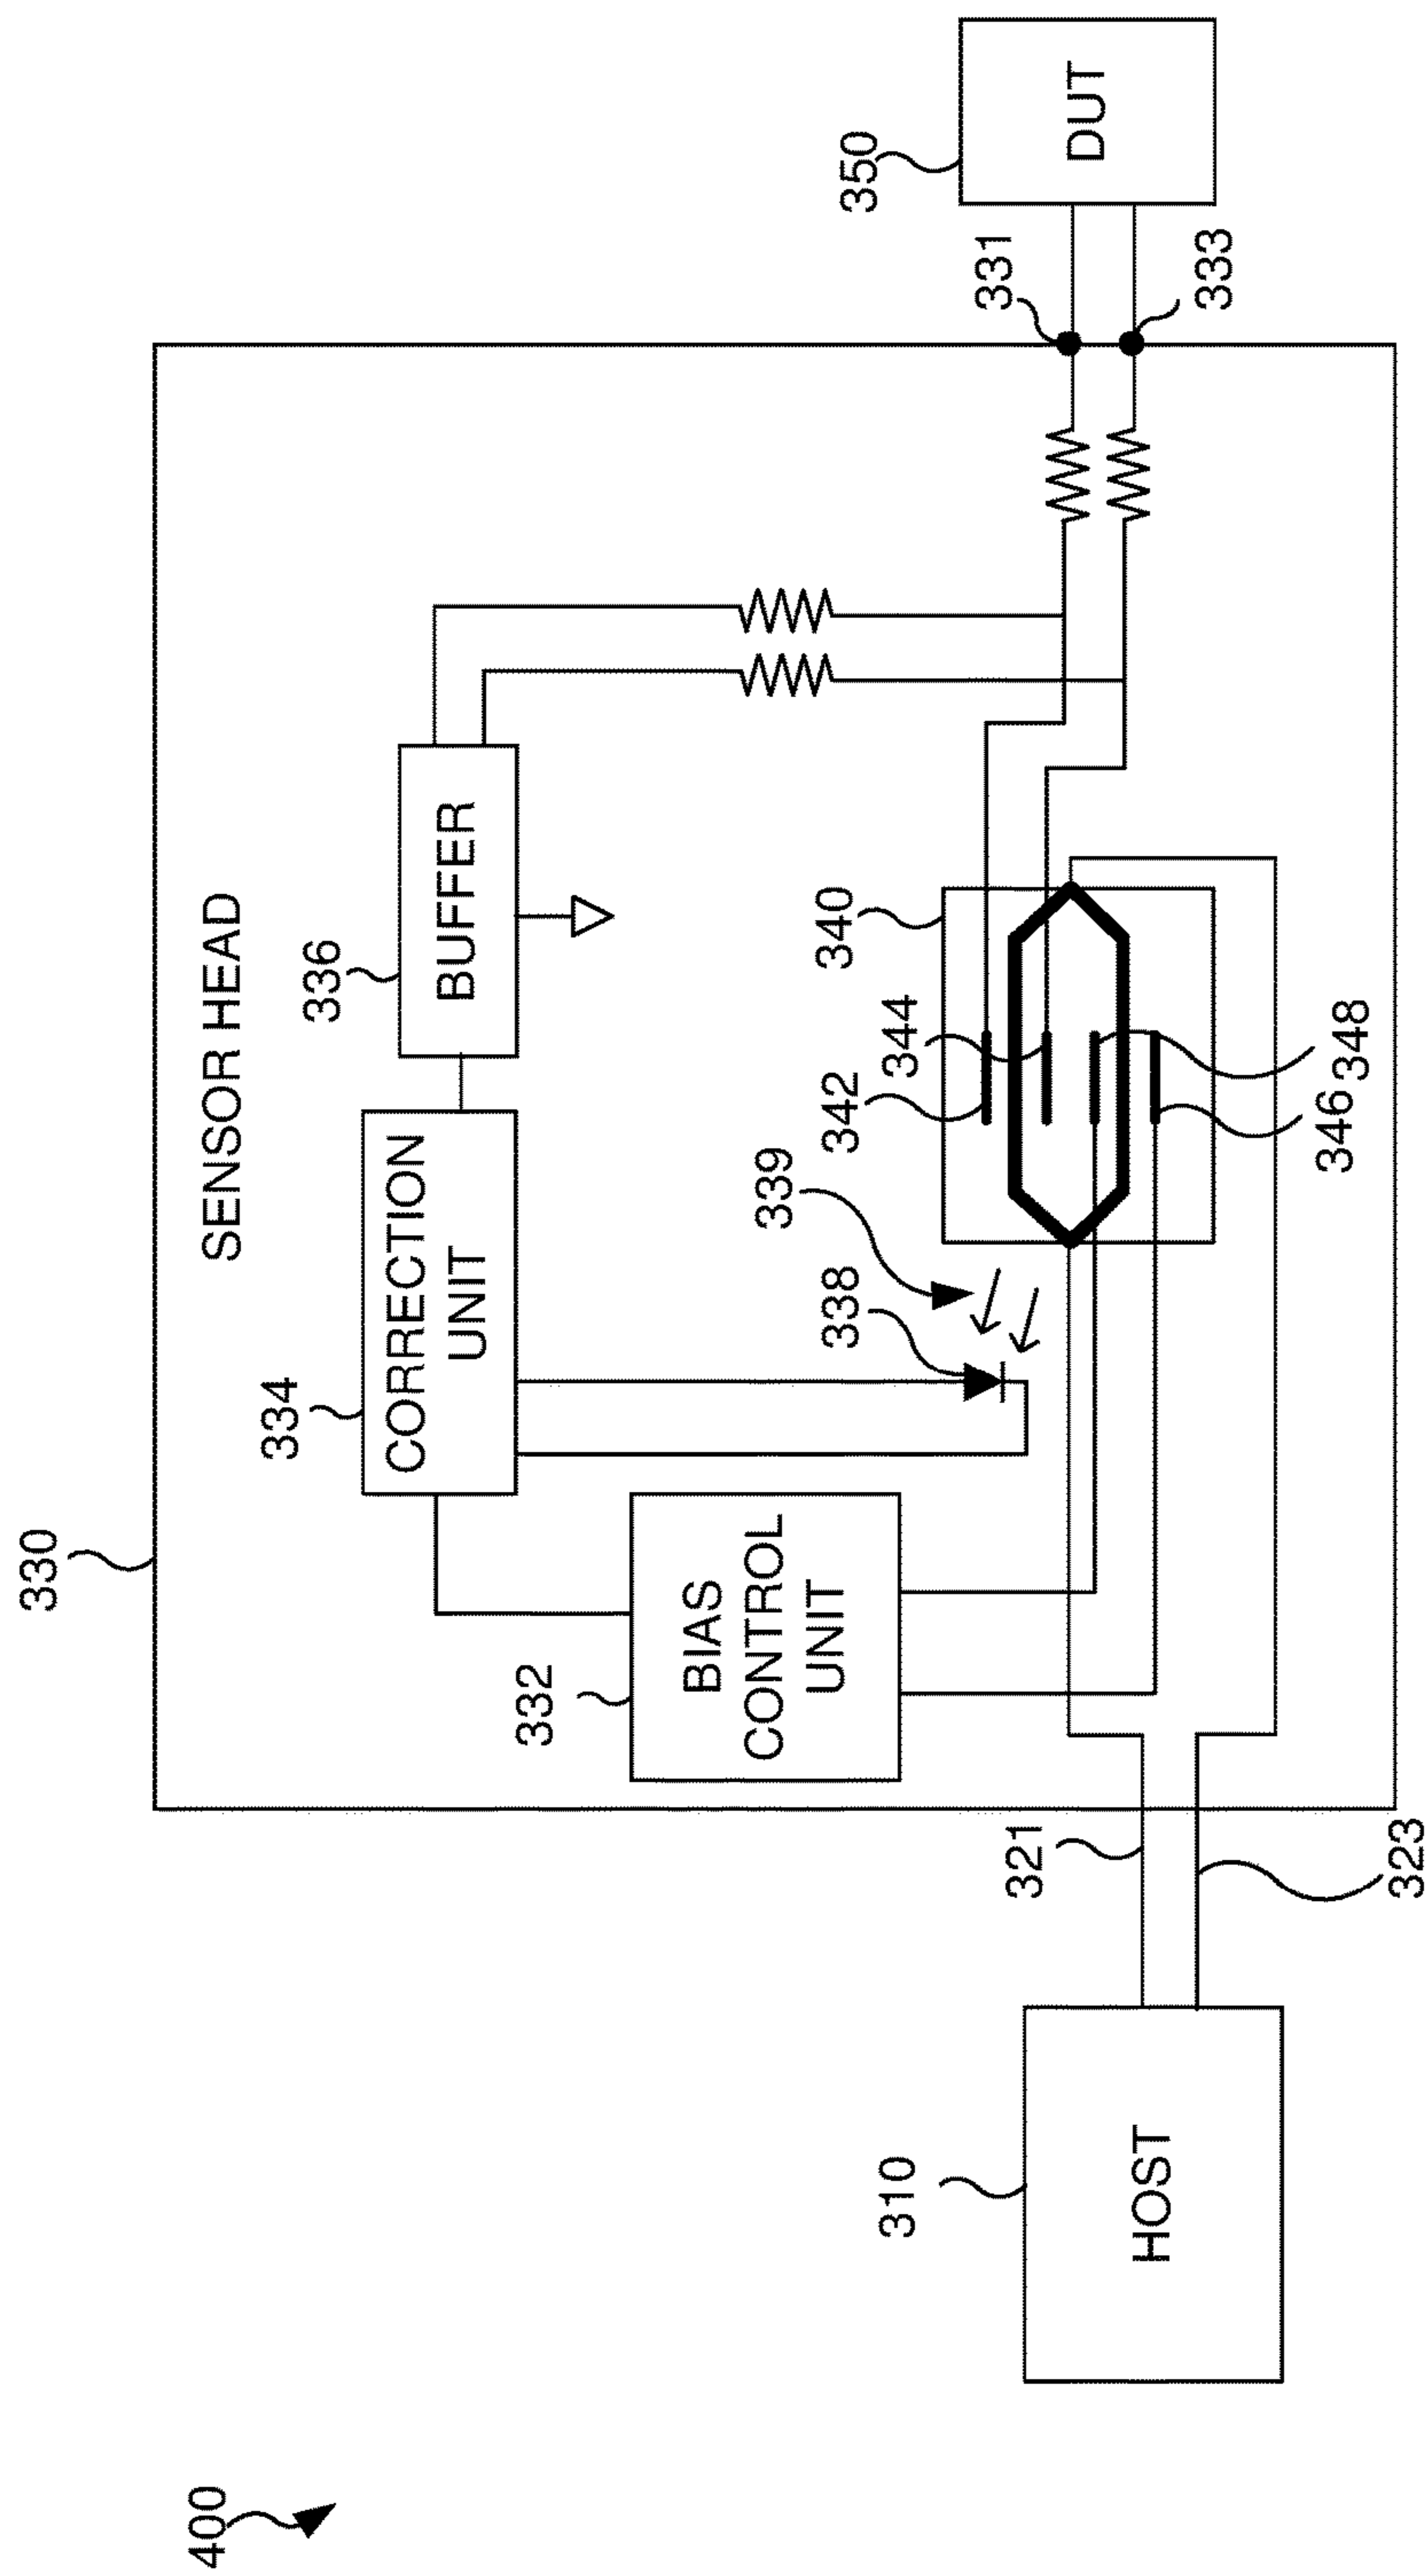 400
330
SENSOR HEAD
334
CORRECTION
UNIT
336
BUFFER
332
BIAS
CONTROL
UNIT
338
339
342
344
340
350
DUT
331
333
310
HOST
321
323
346
348